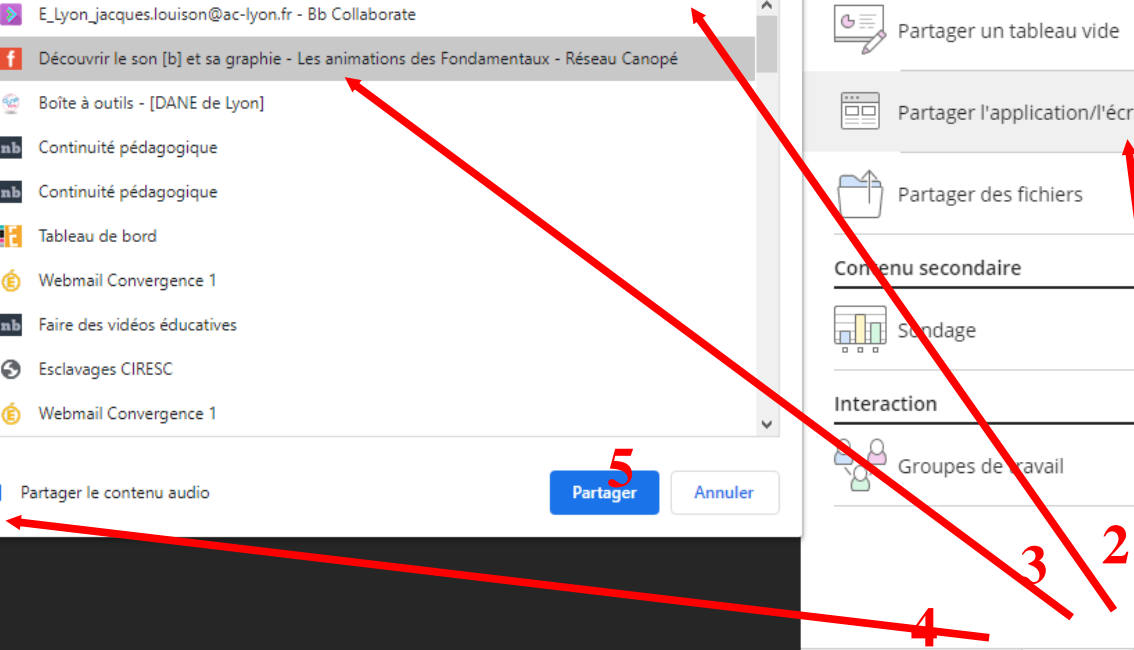 E_Lyon_jacques.louison@ac-lyon.fr - Bb Collaborate
f Découvrir le son [b] et sa graphie - Les animations des Fondamentaux - Réseau Canopé
Boîte à outils - [DANE de Lyon]
nb Continuité pédagogique
nb Continuité pédagogique
Tableau de bord
É Webmail Convergence 1
nb Faire des vidéos éducatives
Esclavages CIRESC
É Webmail Convergence 1
Partager le contenu audio
5
Partager
Annuler
Partager un tableau vide
Partager l'application/l'écr
Partager des fichiers
Contenu secondaire
Sondage
Interaction
Groupes de travail
2
3
4